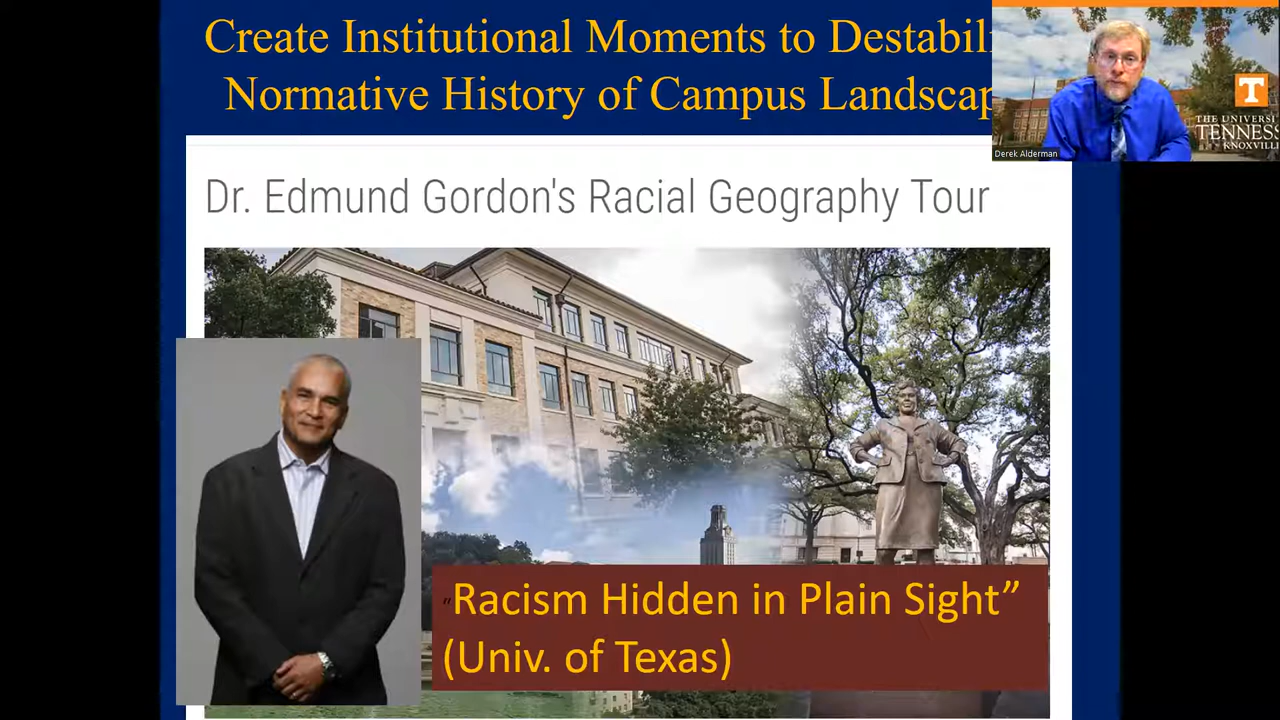 Create Institutional Moments to Destabili
Normative History of Campus Landscap
T
THE UNIVERSI
TENNESS
KNOXVILL
Derek Alderman
Dr. Edmund Gordon's Racial Geography Tour
"Racism Hidden in Plain Sight”
(Univ. of Texas)